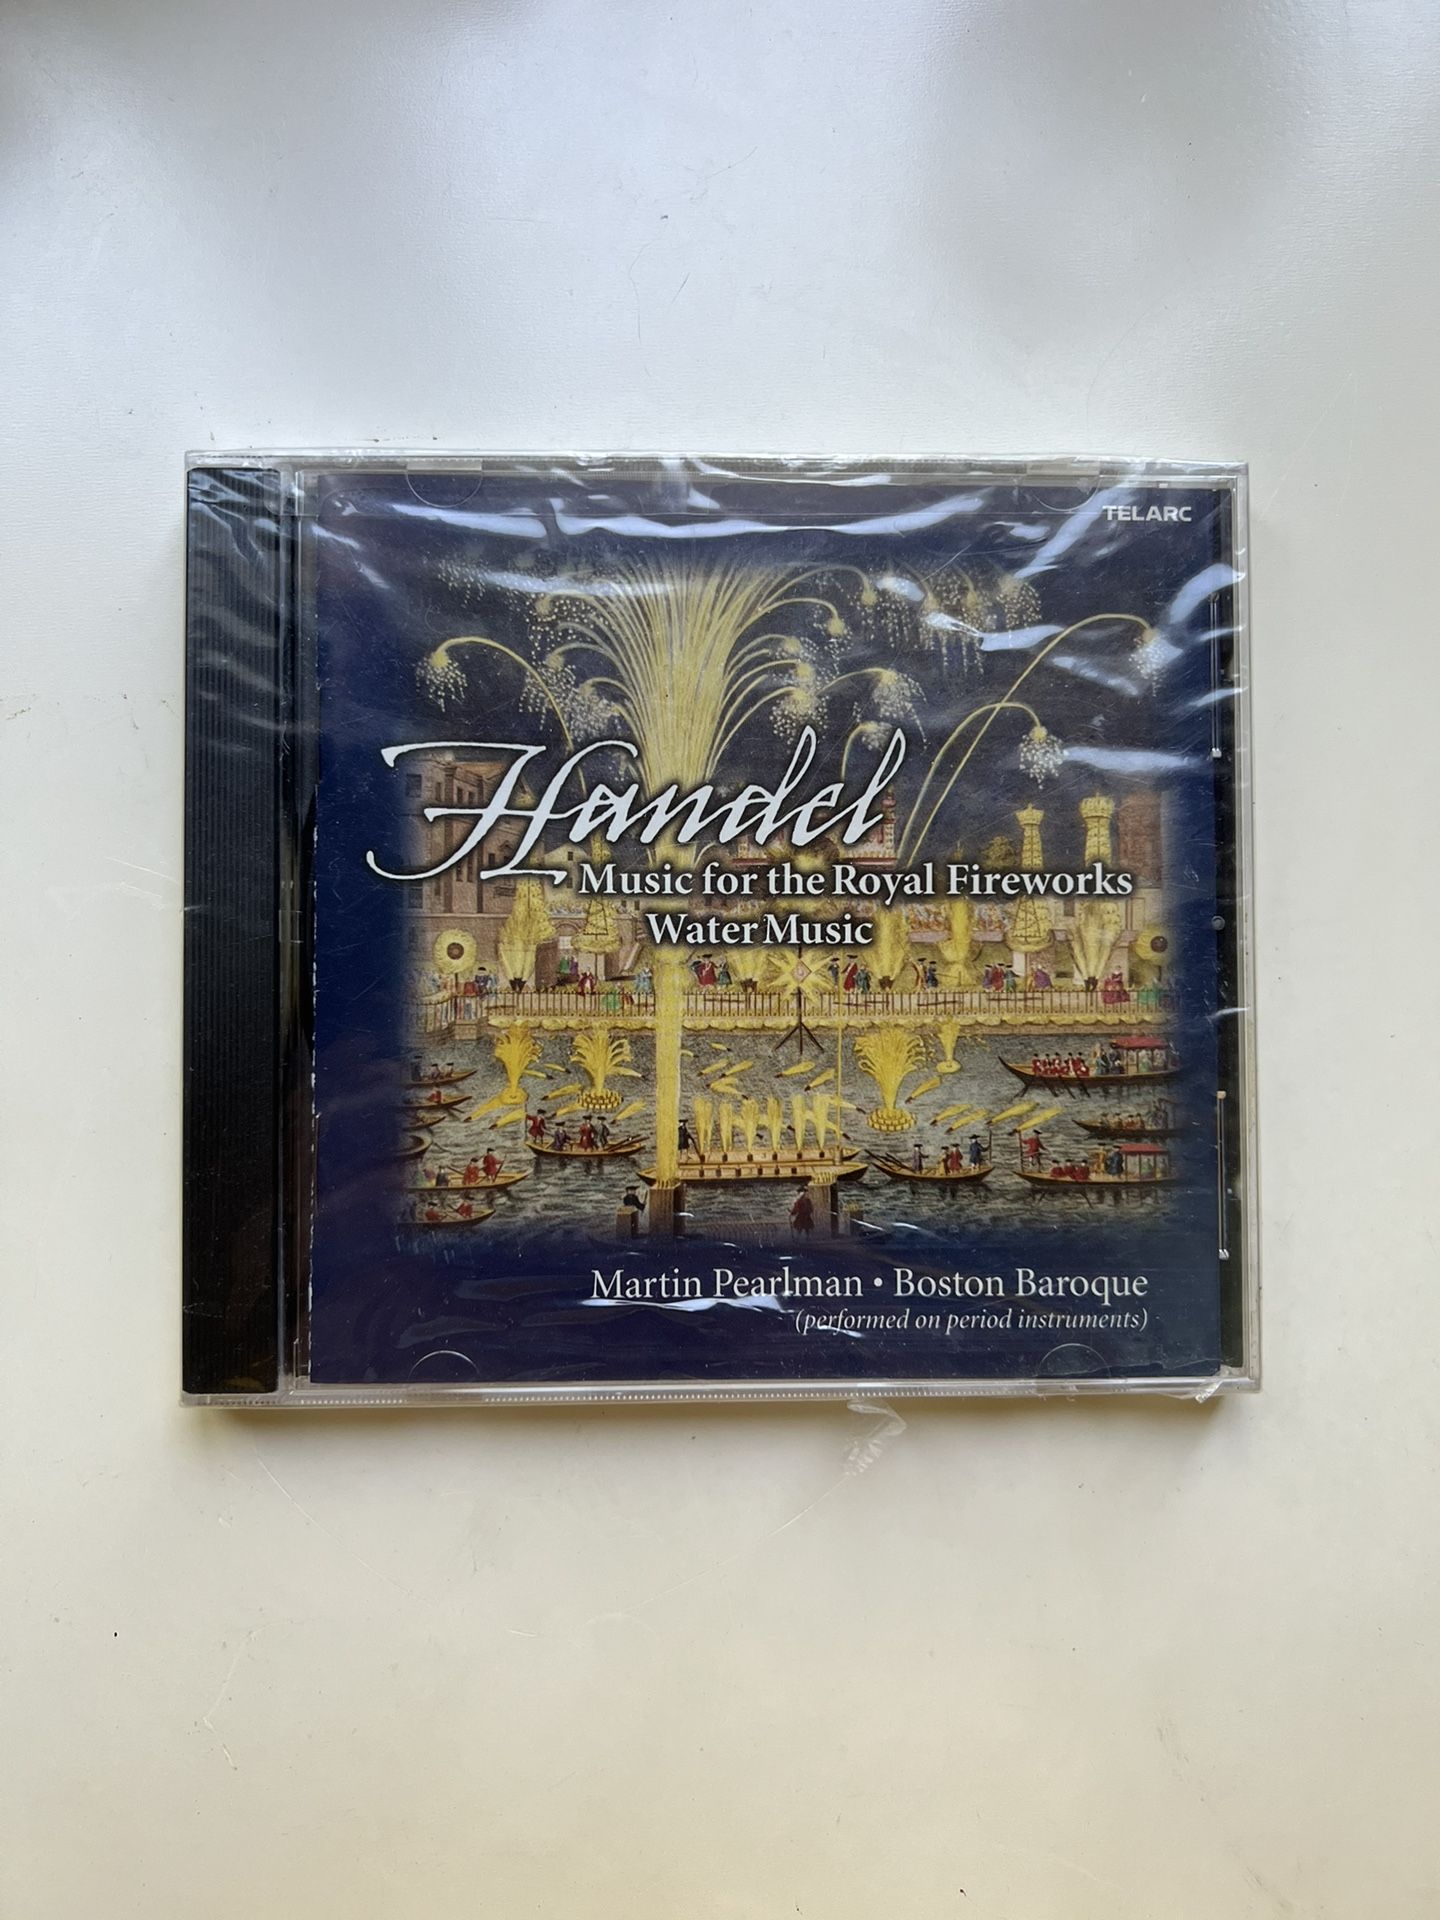 TELARC
Handel
Music for the Royal Fireworks
Water Music
Martin Pearlman • Boston Baroque
(performed on period instruments)